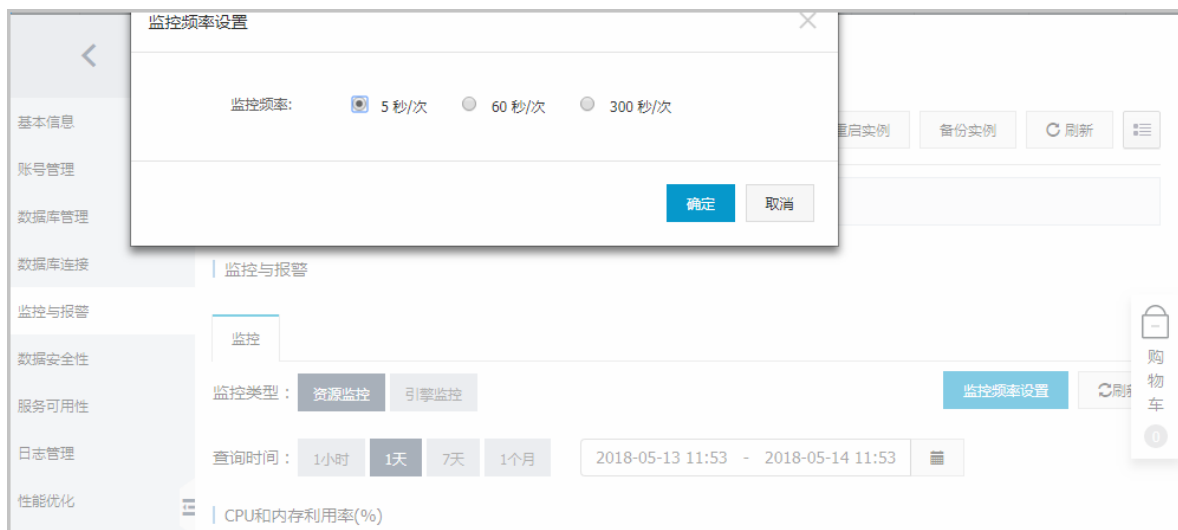 监控频率设置
监控频率: 5 秒/次 60 秒/次 300 秒/次
确定 取消
基本信息
账号管理
数据库管理
数据库连接
监控与报警
数据安全性
服务可用性
日志管理
性能优化
重启实例 备份实例 刷新
监控与报警
监控
监控类型： 资源监控 引擎监控 监控频率设置 刷新
查询时间： 1小时 1天 7天 1个月 2018-05-13 11:53 - 2018-05-14 11:53
CPU和内存利用率(%)
购
物
车
0